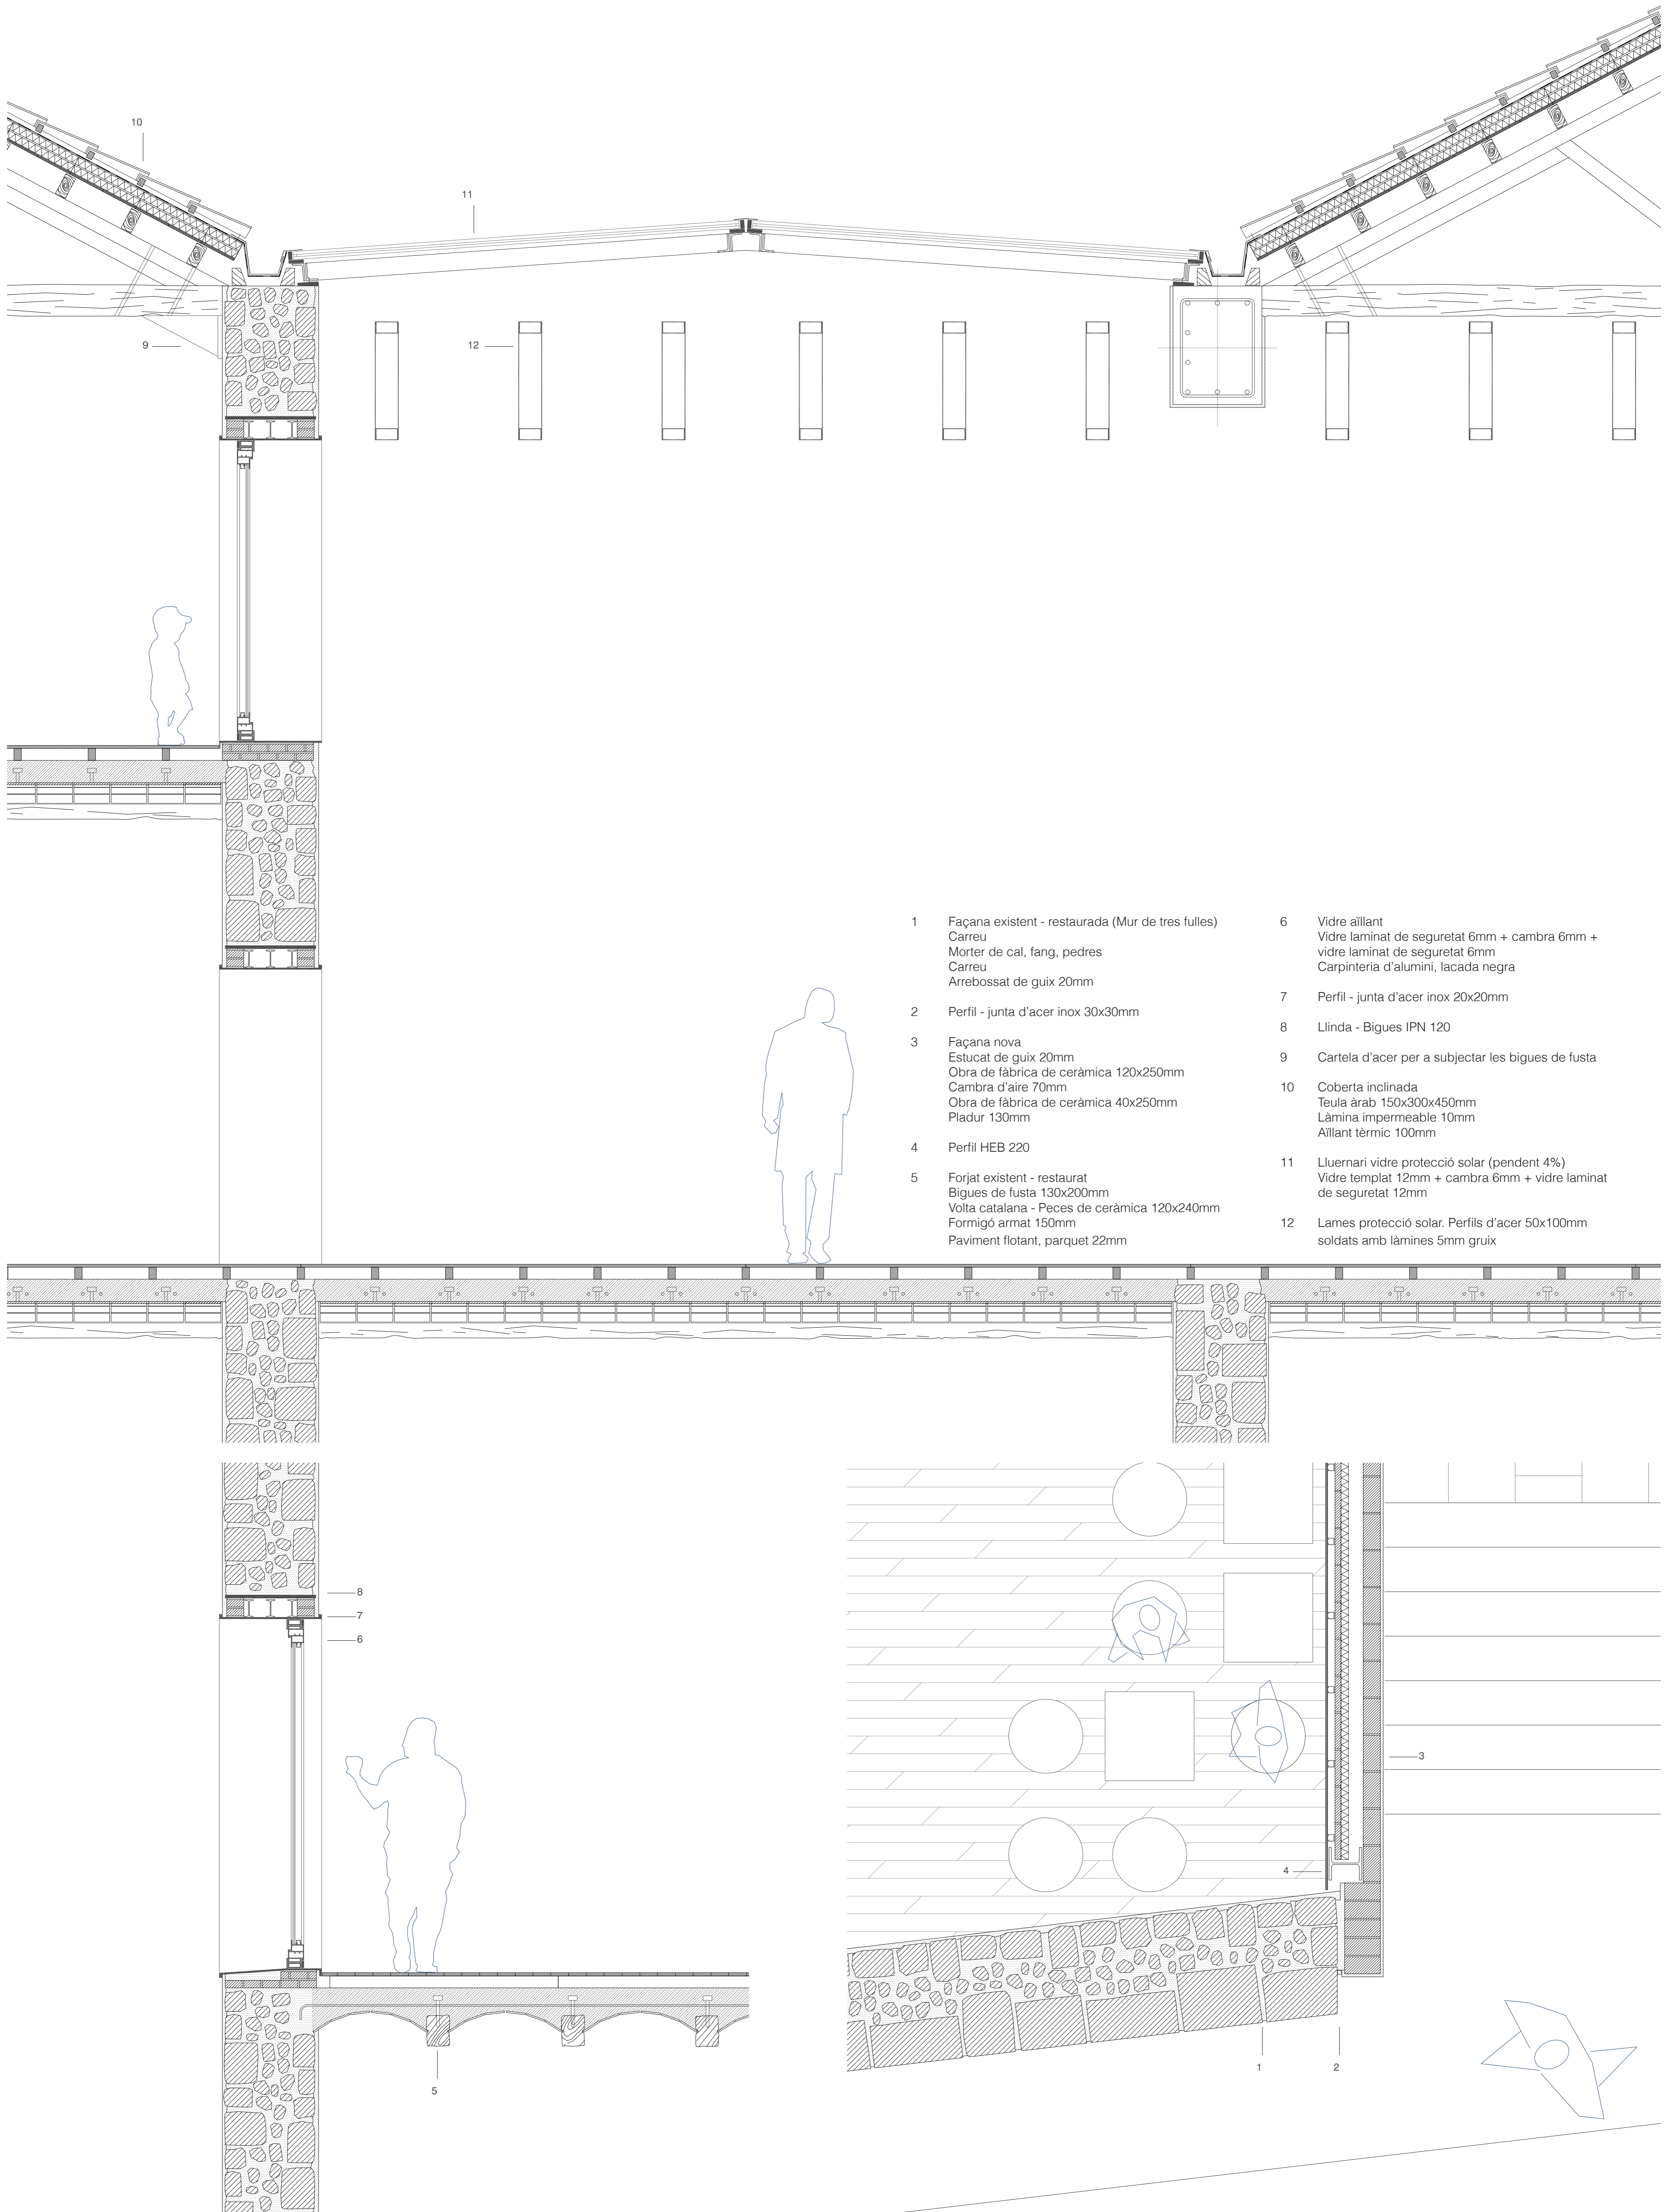 10
11
9
12
1 Façana existent - restaurada (Mur de tres fulles)
Carreu
Morter de cal, fang, pedres
Carreu
Arrebossat de guix 20mm
2 Perfil - junta d'acer inox 30x30mm
3 Façana nova
Estucat de guix 20mm
Obra de fàbrica de ceràmica 120x250mm
Cambra d'aire 70mm
Obra de fàbrica de ceràmica 40x250mm
Pladur 130mm
4 Perfil HEB 220
5 Forjat existent - restaurat
Bigues de fusta 130x200mm
Volta catalana - Peces de ceràmica 120x240mm
Formigó armat 150mm
Paviment flotant, parquet 22mm
6 Vidre aïllant
Vidre laminat de seguretat 6mm + cambra 6mm +
vidre laminat de seguretat 6mm
Carpinteria d'alumini, lacada negra
7 Perfil - junta d'acer inox 20x20mm
8 Llinda - Bigues IPN 120
9 Cartela d'acer per a subjectar les bigues de fusta
10 Coberta inclinada
Teula àrab 150x300x450mm
Làmina impermeable 10mm
Aïllant tèrmic 100mm
11 Lluernari vidre protecció solar (pendent 4%)
Vidre templat 12mm + cambra 6mm + vidre laminat
de seguretat 12mm
12 Lames protecció solar. Perfils d'acer 50x100mm
soldats amb làmines 5mm gruix
8
7
6
3
4
5
1
2